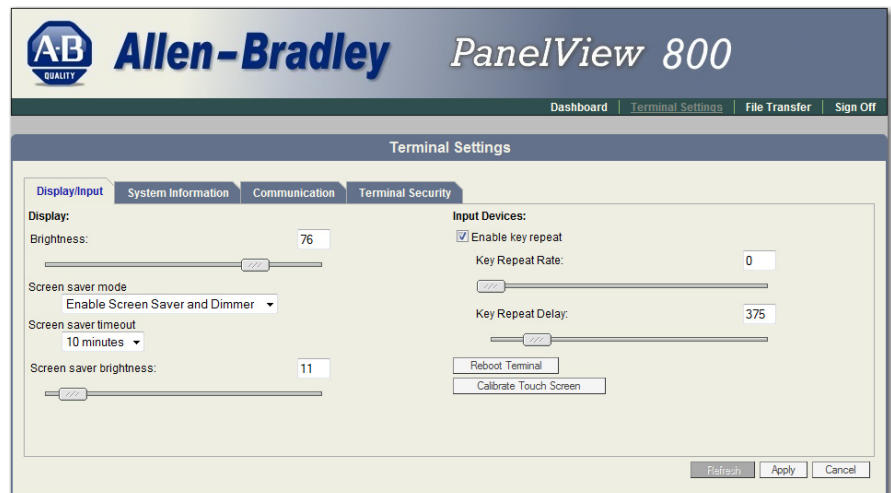 A·B
QUALITY
Allen-Bradley
PanelView 800
Dashboard | Terminal Settings | File Transfer | Sign Off
Terminal Settings
Display/Input
System Information
Communication
Terminal Security
Display:
Brightness:
76
Screen saver mode
Enable Screen Saver and Dimmer
Screen saver timeout
10 minutes
Screen saver brightness:
11
Input Devices:
Enable key repeat
Key Repeat Rate:
0
Key Repeat Delay:
375
Reboot Terminal
Calibrate Touch Screen
Refresh
Apply
Cancel